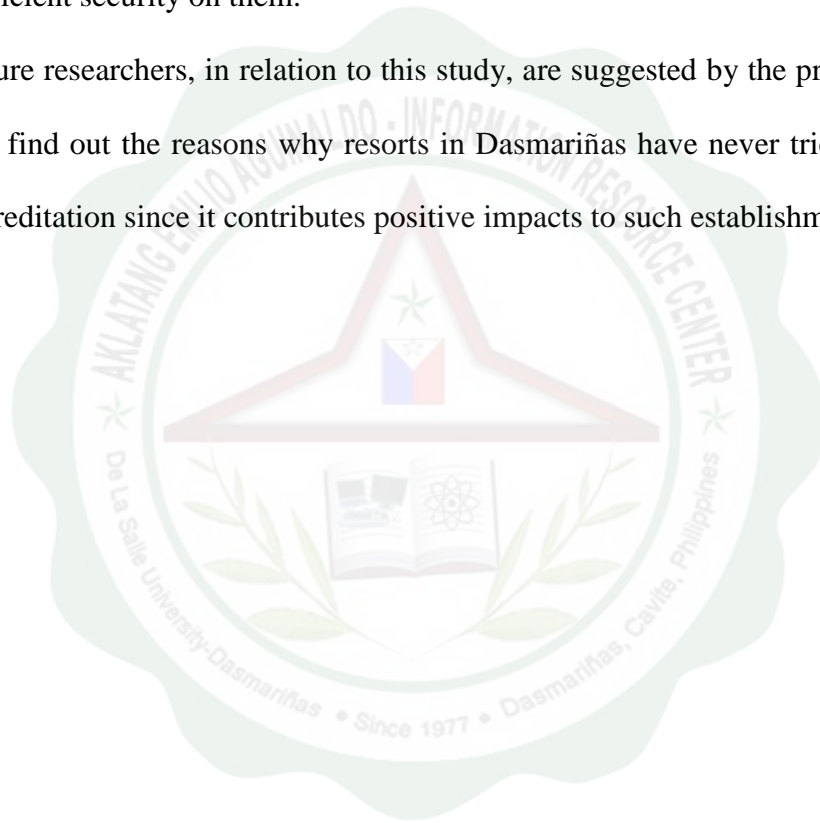 icient security on them.
ure researchers, in relation to this study, are suggested by the pr
find out the reasons why resorts in Dasmariñas have never trie
reditation since it contributes positive impacts to such establishm
AKLATANG EMILIO AGUINALDO - INFORMATION RESOURCE CENTER
De La Salle University-Dasmariñas • Since 1977 • Dasmariñas, Cavite, Philippines